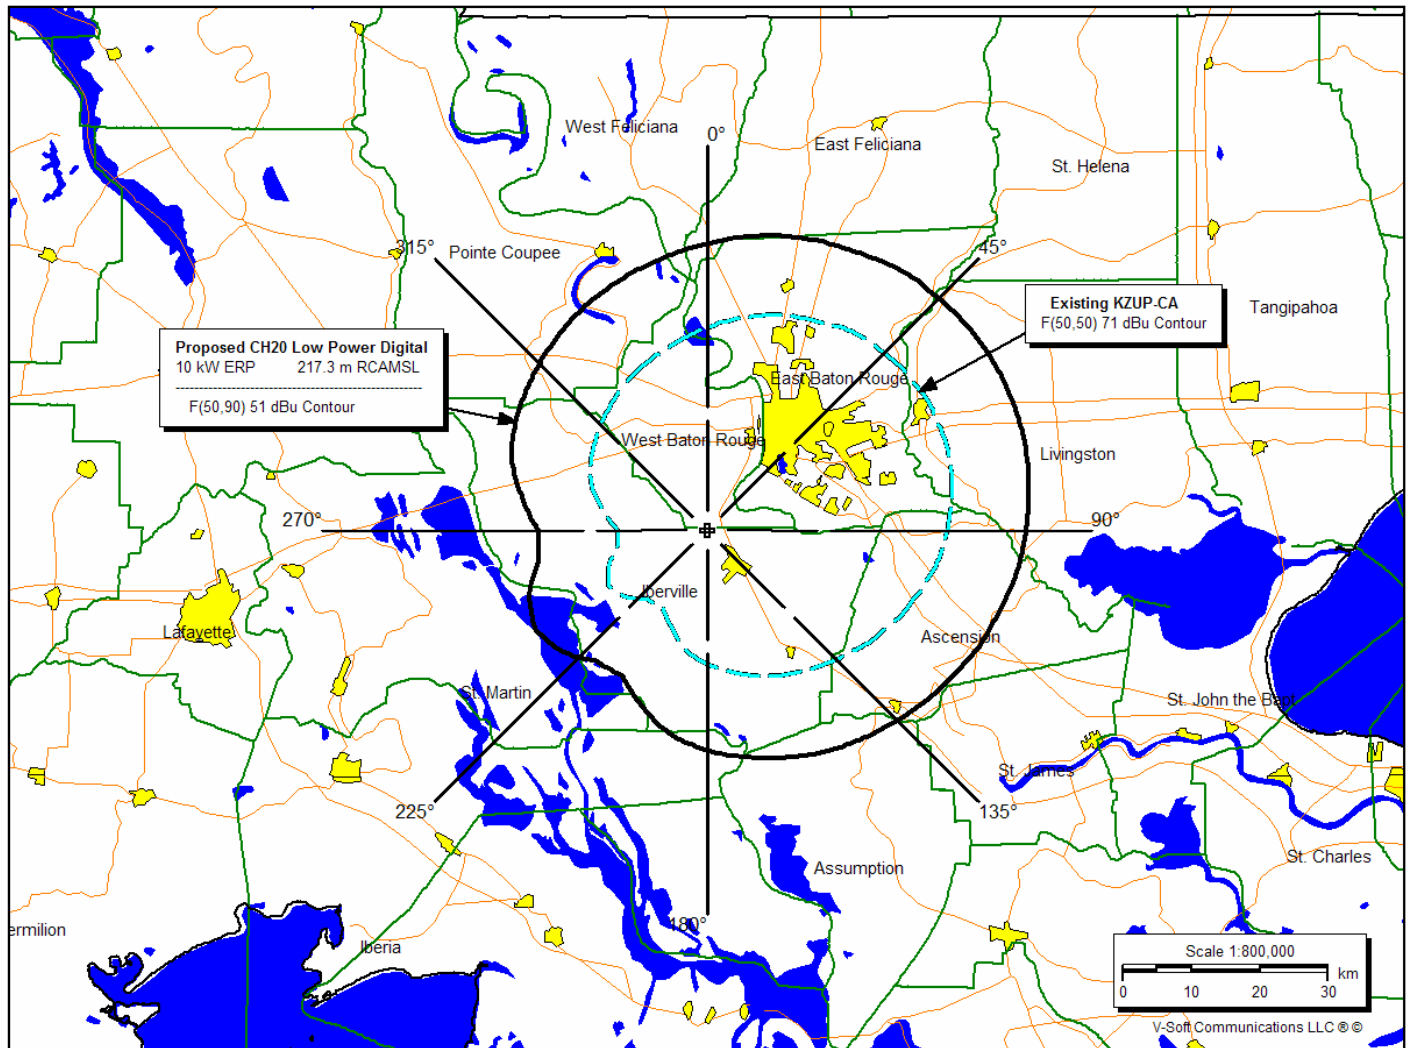 West Feliciana
0°
East Feliciana
St. Helena
315°
Pointe Coupee
45°
Existing KZUP-CA
F(50,50) 71 dBu Contour
Tangipahoa
Proposed CH20 Low Power Digital
10 kW ERP 217.3 m RCAMSL
--------------------------------------------------
F(50,90) 51 dBu Contour
East Baton Rouge
West Baton Rouge
Livingston
270°
90°
Iberville
Lafayette
Ascension
St. Martin
St. John the Bapt
St. James
225°
135°
St. Charles
Assumption
180°
ermilion
Iberia
Scale 1:800,000
km
0 10 20 30
V-Soft Communications LLC ® ©